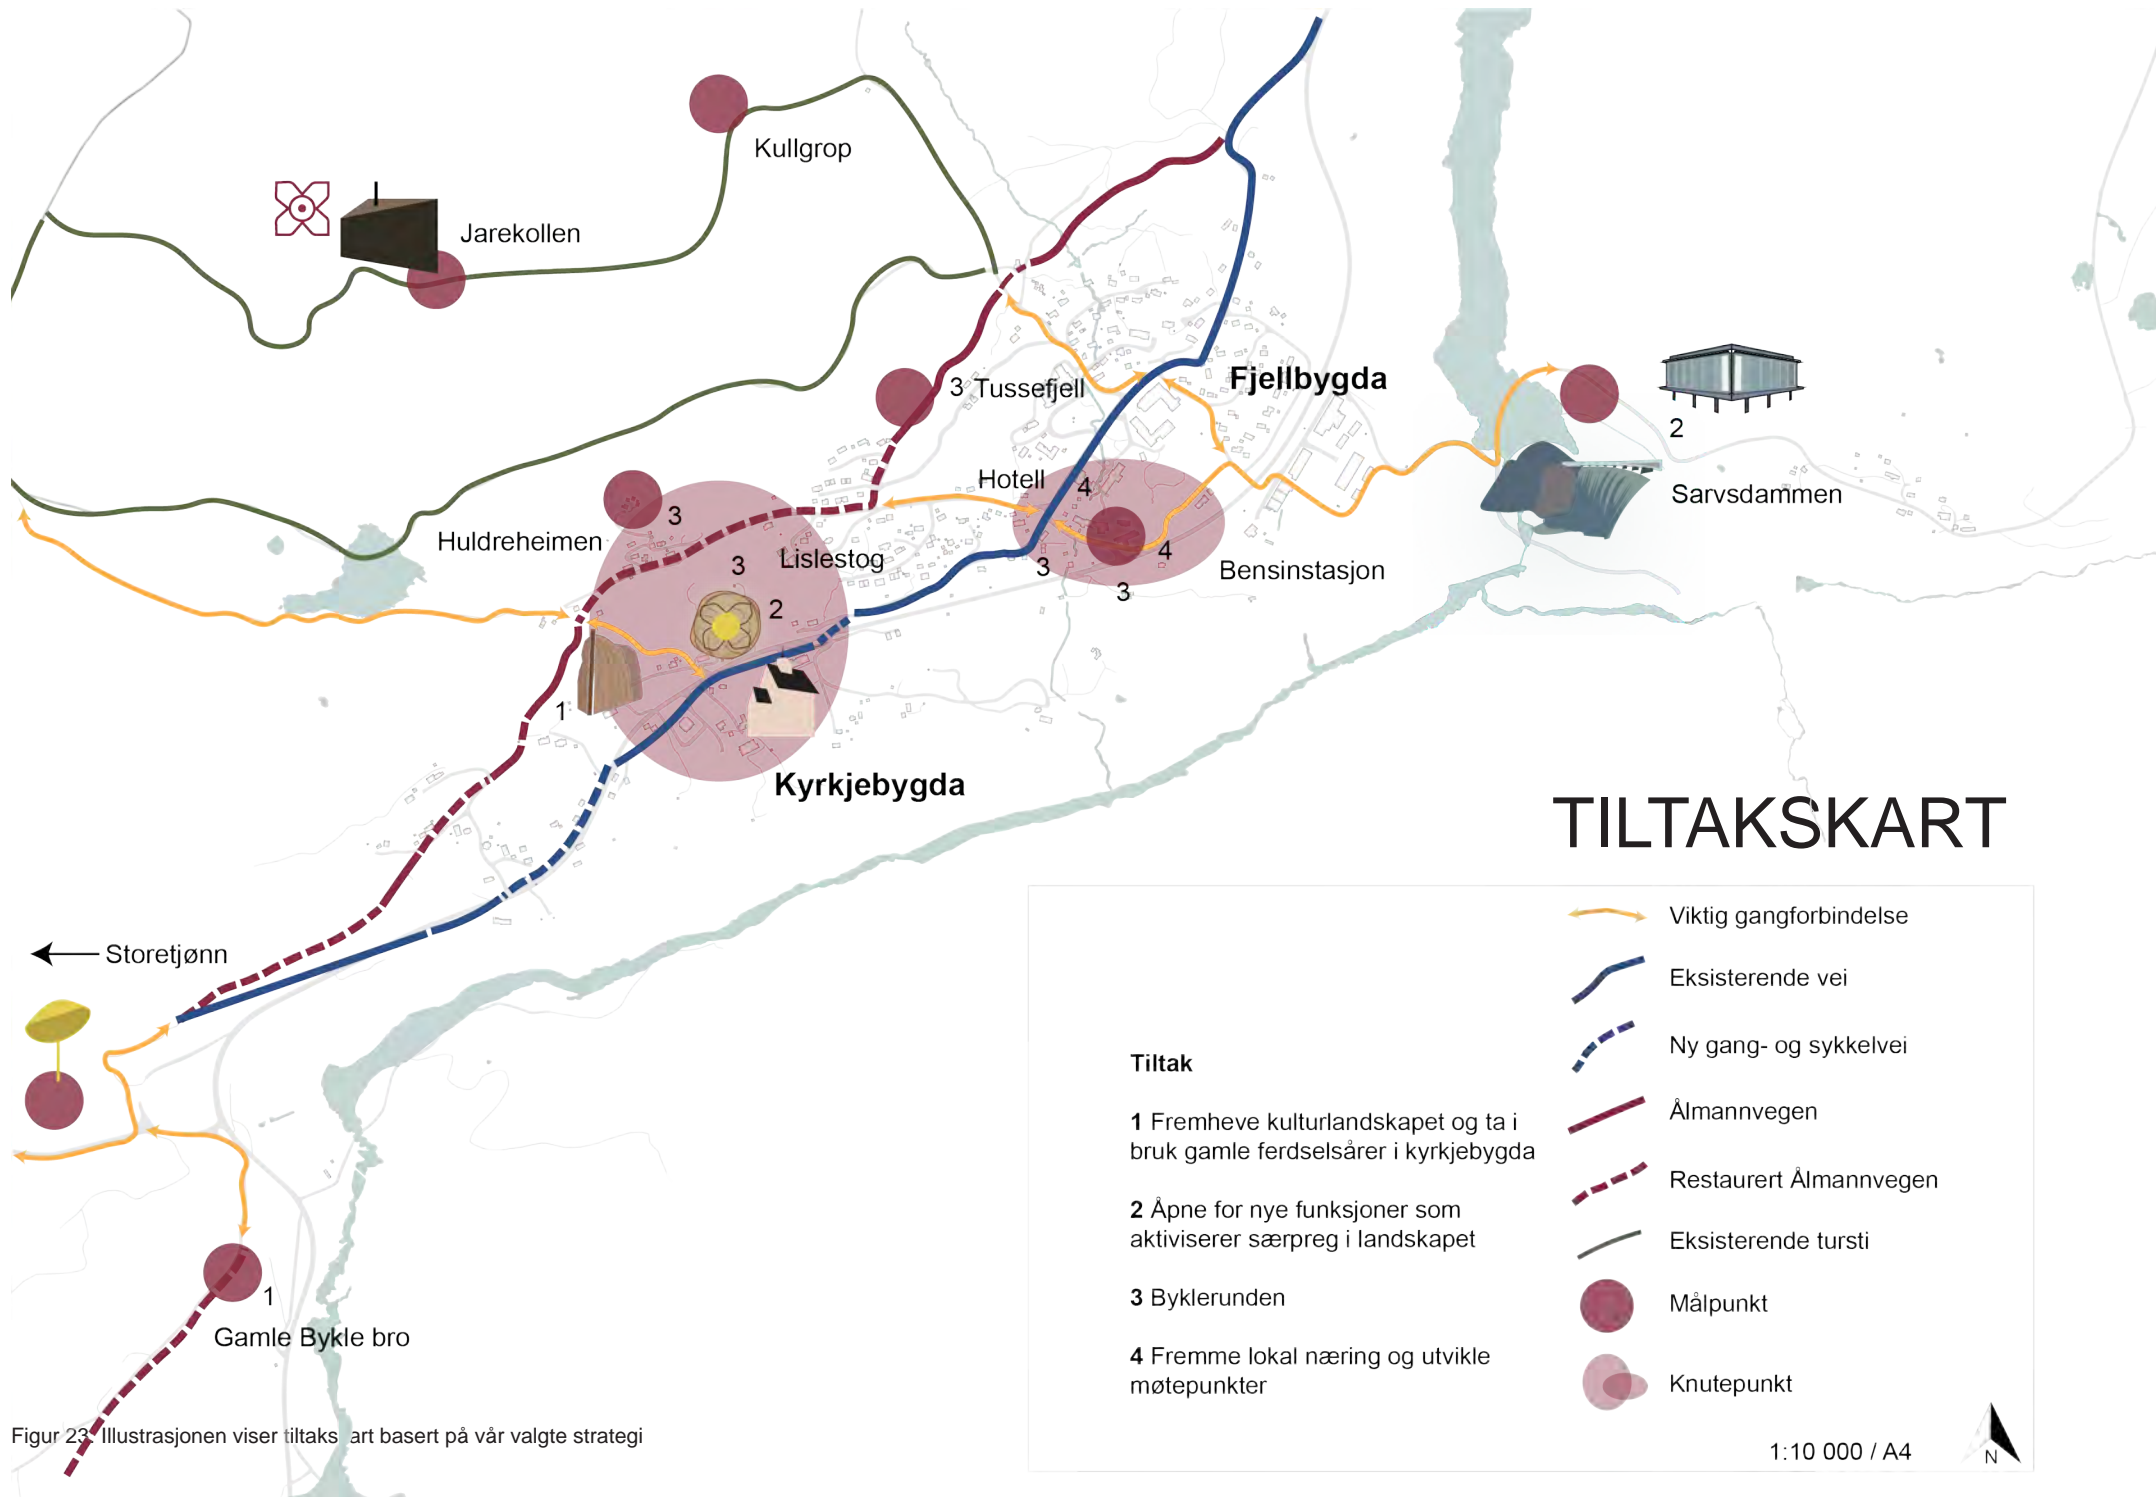 Kullgrop
Jarekollen
3 Tussefjell
Fjellbygda
2
Sarvsdammen
Hotell
4
Huldreheimen
3
Lislestog
3
2
3
4
3
Bensinstasjon
1
Kyrkjebygda
TILTAKSKART
Storetjønn
1
Gamle Bykle bro
Tiltak
1 Fremheve kulturlandskapet og ta i
bruk gamle ferdselsårer i kyrkjebygda
2 Åpne for nye funksjoner som
aktiviserer særpreg i landskapet
3 Byklerunden
4 Fremme lokal næring og utvikle
møtepunkter
Viktig gangforbindelse
Eksisterende vei
Ny gang- og sykkelvei
Ålmannvegen
Restaurert Ålmannvegen
Eksisterende tursti
Målpunkt
Knutepunkt
1:10 000 / A4
N
Figur 23: Illustrasjonen viser tiltakskart basert på vår valgte strategi